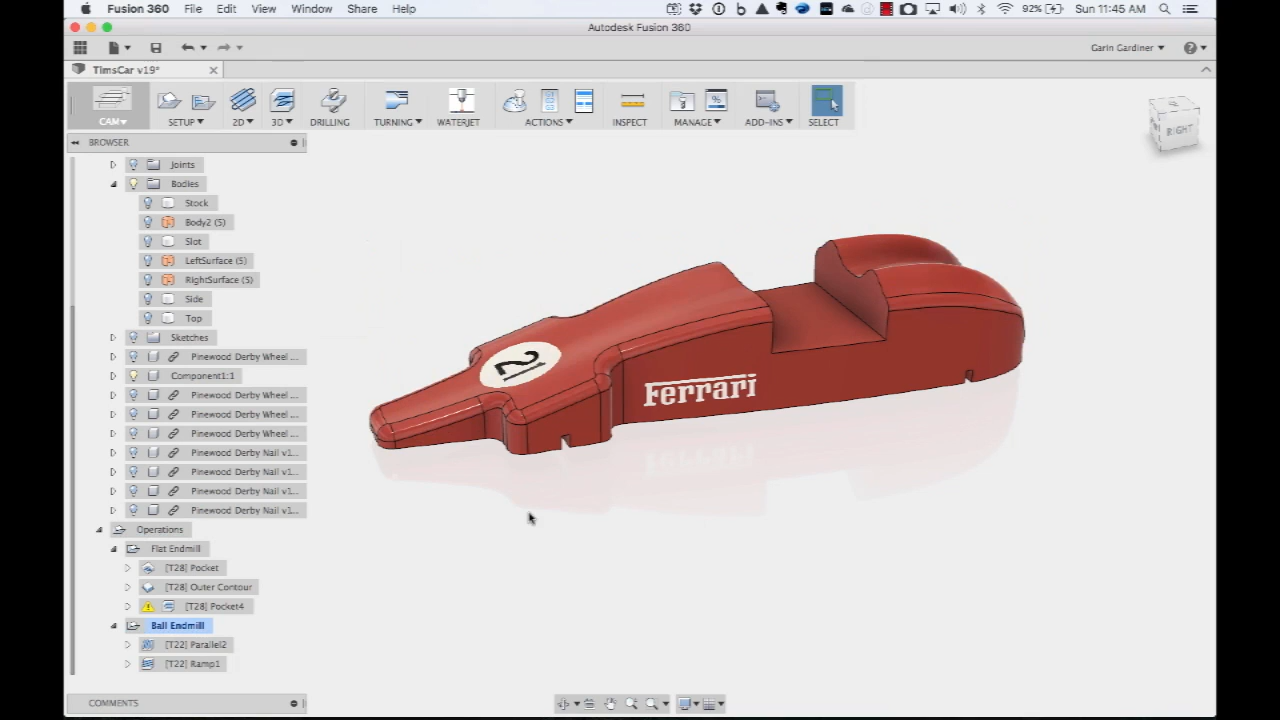 Fusion 360 File Edit View Window Share Help 92% Sun 11:45 AM
Autodesk Fusion 360
Garin Gardiner
TimsCar v19*
CAM SETUP 2D 3D DRILLING TURNING WATERJET ACTIONS INSPECT MANAGE ADD-INS SELECT
RIGHT
BROWSER
Joints
Bodies
Stock
Body2 (5)
Slot
LeftSurface (5)
RightSurface (5)
Side
Top
Sketches
Pinewood Derby Wheel ...
Component1:1
Pinewood Derby Wheel ...
Pinewood Derby Wheel ...
Pinewood Derby Wheel ...
Pinewood Derby Nail v1...
Pinewood Derby Nail v1...
Pinewood Derby Nail v1...
Pinewood Derby Nail v1...
Operations
Flat Endmill
[T28] Pocket
[T28] Outer Contour
[T28] Pocket4
Ball Endmill
[T22] Parallel2
[T22] Ramp1
21
Ferrari
COMMENTS